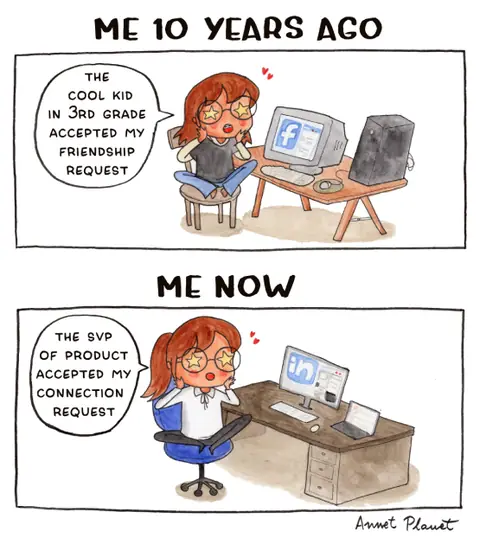 ME 10 YEARS AGO
THE
COOL KID
IN 3RD GRADE
ACCEPTED MY
FRIENDSHIP
REQUEST
f
ME NOW
THE SVP
OF PRODUCT
ACCEPTED MY
CONNECTION
REQUEST
in
Annet Planet